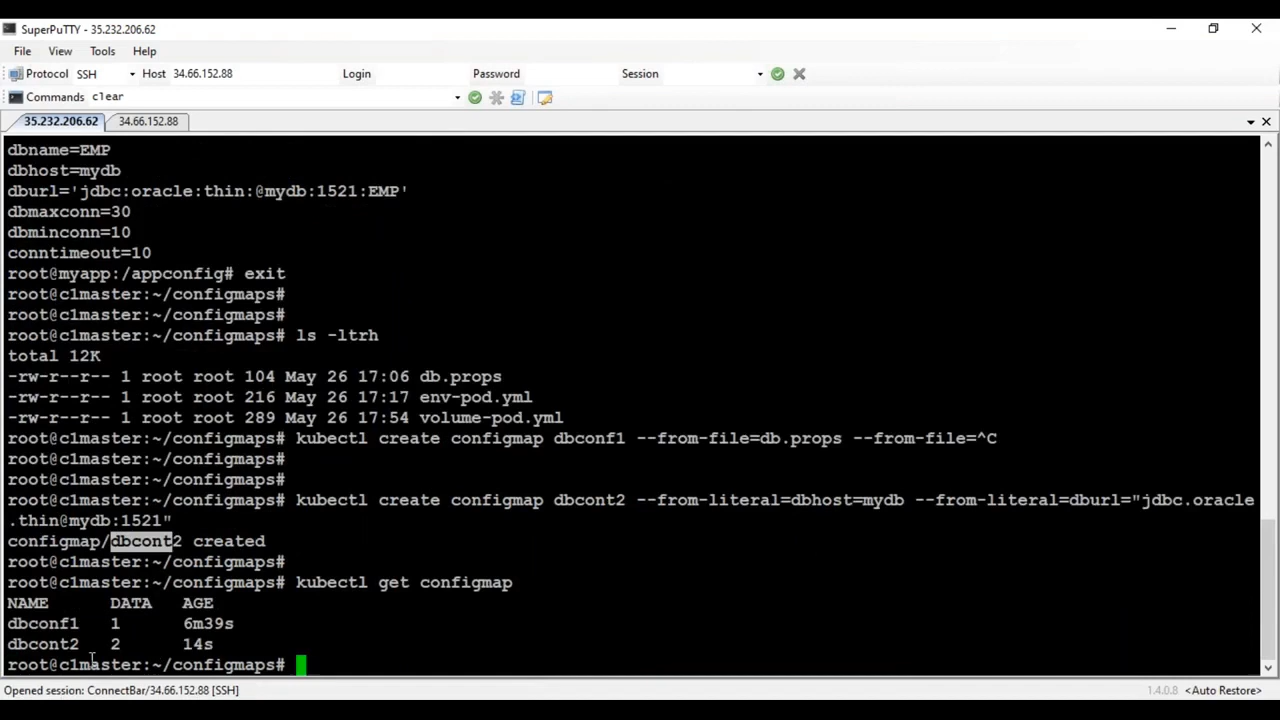 SuperPuTTY - 35.232.206.62
File View Tools Help
Protocol SSH Host 34.66.152.88 Login Password Session
Commands clear
35.232.206.62 34.66.152.88
dbname=EMP
dbhost=mydb
dburl='jdbc:oracle:thin:@mydb:1521:EMP'
dbmaxconn=30
dbminconn=10
conntimeout=10
root@myapp:/appconfig# exit
root@c1master:~/configmaps#
root@c1master:~/configmaps#
root@c1master:~/configmaps# ls -ltrh
total 12K
-rw-r--r-- 1 root root 104 May 26 17:06 db.props
-rw-r--r-- 1 root root 216 May 26 17:17 env-pod.yml
-rw-r--r-- 1 root root 289 May 26 17:54 volume-pod.yml
root@c1master:~/configmaps# kubectl create configmap dbconf1 --from-file=db.props --from-file=^C
root@c1master:~/configmaps#
root@c1master:~/configmaps#
root@c1master:~/configmaps# kubectl create configmap dbcont2 --from-literal=dbhost=mydb --from-literal=dburl="jdbc.oracle
.thin@mydb:1521"
configmap/dbcont2 created
root@c1master:~/configmaps#
root@c1master:~/configmaps# kubectl get configmap
NAME DATA AGE
dbconf1 1 6m39s
dbcont2 2 14s
root@c1master:~/configmaps#
Opened session: ConnectBar/34.66.152.88 [SSH] 1.4.0.8 <Auto Restore>